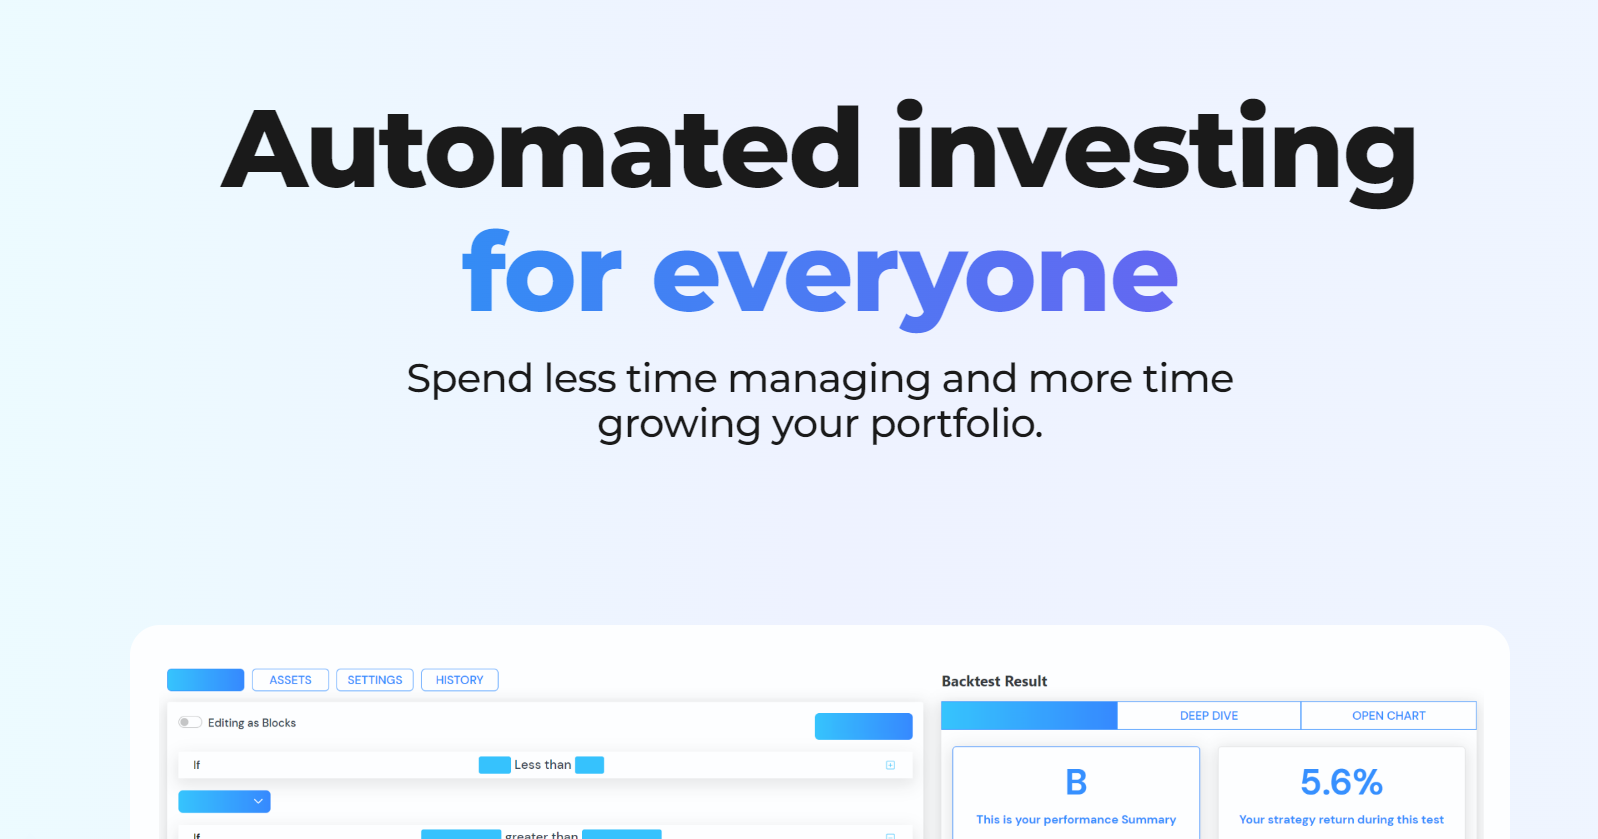 Automated investing
for everyone
Spend less time managing and more time
growing your portfolio.
ASSETS SETTINGS HISTORY
Backtest Result
Editing as Blocks
DEEP DIVE OPEN CHART
If Less than
B 5.6%
This is your performance Summary Your strategy return during this test
If greater than